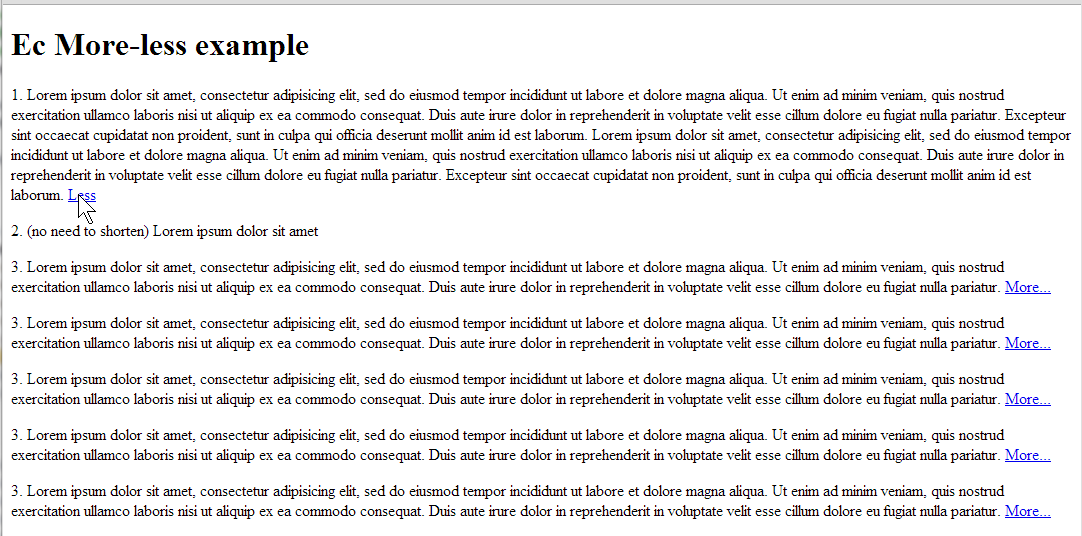 Ec More-less example
1. Lorem ipsum dolor sit amet, consectetur adipisicing elit, sed do eiusmod tempor incididunt ut labore et dolore magna aliqua. Ut enim ad minim veniam, quis nostrud
exercitation ullamco laboris nisi ut aliquip ex ea commodo consequat. Duis aute irure dolor in reprehenderit in voluptate velit esse cillum dolore eu fugiat nulla pariatur. Excepteur
sint occaecat cupidatat non proident, sunt in culpa qui officia deserunt mollit anim id est laborum. Lorem ipsum dolor sit amet, consectetur adipisicing elit, sed do eiusmod tempor
incididunt ut labore et dolore magna aliqua. Ut enim ad minim veniam, quis nostrud exercitation ullamco laboris nisi ut aliquip ex ea commodo consequat. Duis aute irure dolor in
reprehenderit in voluptate velit esse cillum dolore eu fugiat nulla pariatur. Excepteur sint occaecat cupidatat non proident, sunt in culpa qui officia deserunt mollit anim id est
laborum. Less
2. (no need to shorten) Lorem ipsum dolor sit amet
3. Lorem ipsum dolor sit amet, consectetur adipisicing elit, sed do eiusmod tempor incididunt ut labore et dolore magna aliqua. Ut enim ad minim veniam, quis nostrud
exercitation ullamco laboris nisi ut aliquip ex ea commodo consequat. Duis aute irure dolor in reprehenderit in voluptate velit esse cillum dolore eu fugiat nulla pariatur. More...
3. Lorem ipsum dolor sit amet, consectetur adipisicing elit, sed do eiusmod tempor incididunt ut labore et dolore magna aliqua. Ut enim ad minim veniam, quis nostrud
exercitation ullamco laboris nisi ut aliquip ex ea commodo consequat. Duis aute irure dolor in reprehenderit in voluptate velit esse cillum dolore eu fugiat nulla pariatur. More...
3. Lorem ipsum dolor sit amet, consectetur adipisicing elit, sed do eiusmod tempor incididunt ut labore et dolore magna aliqua. Ut enim ad minim veniam, quis nostrud
exercitation ullamco laboris nisi ut aliquip ex ea commodo consequat. Duis aute irure dolor in reprehenderit in voluptate velit esse cillum dolore eu fugiat nulla pariatur. More...
3. Lorem ipsum dolor sit amet, consectetur adipisicing elit, sed do eiusmod tempor incididunt ut labore et dolore magna aliqua. Ut enim ad minim veniam, quis nostrud
exercitation ullamco laboris nisi ut aliquip ex ea commodo consequat. Duis aute irure dolor in reprehenderit in voluptate velit esse cillum dolore eu fugiat nulla pariatur. More...
3. Lorem ipsum dolor sit amet, consectetur adipisicing elit, sed do eiusmod tempor incididunt ut labore et dolore magna aliqua. Ut enim ad minim veniam, quis nostrud
exercitation ullamco laboris nisi ut aliquip ex ea commodo consequat. Duis aute irure dolor in reprehenderit in voluptate velit esse cillum dolore eu fugiat nulla pariatur. More...